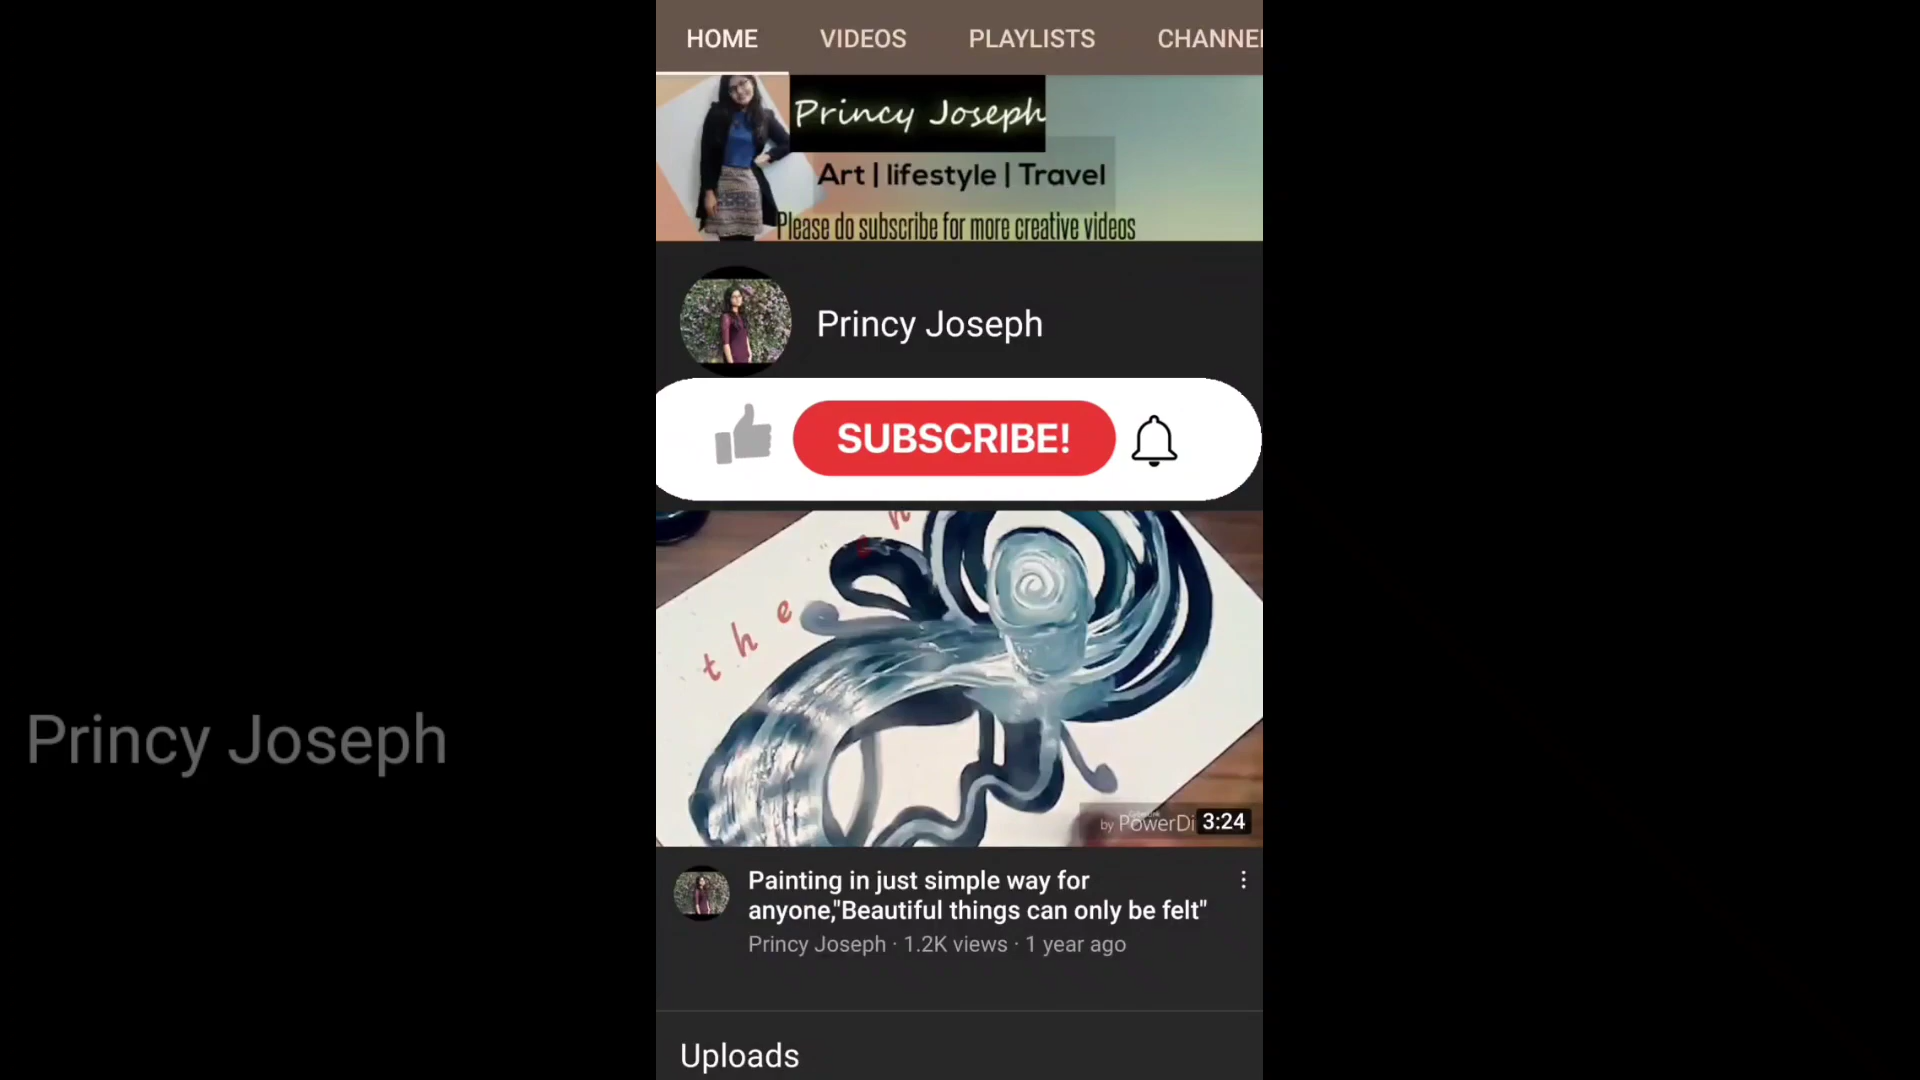 HOME VIDEOS PLAYLISTS CHANNE
Princy Joseph
Art | lifestyle | Travel
Please do subscribe for more creative videos
Princy Joseph
SUBSCRIBE!
the
by PowerDi 3:24
Princy Joseph
Painting in just simple way for
anyone,"Beautiful things can only be felt"
Princy Joseph · 1.2K views · 1 year ago
Uploads